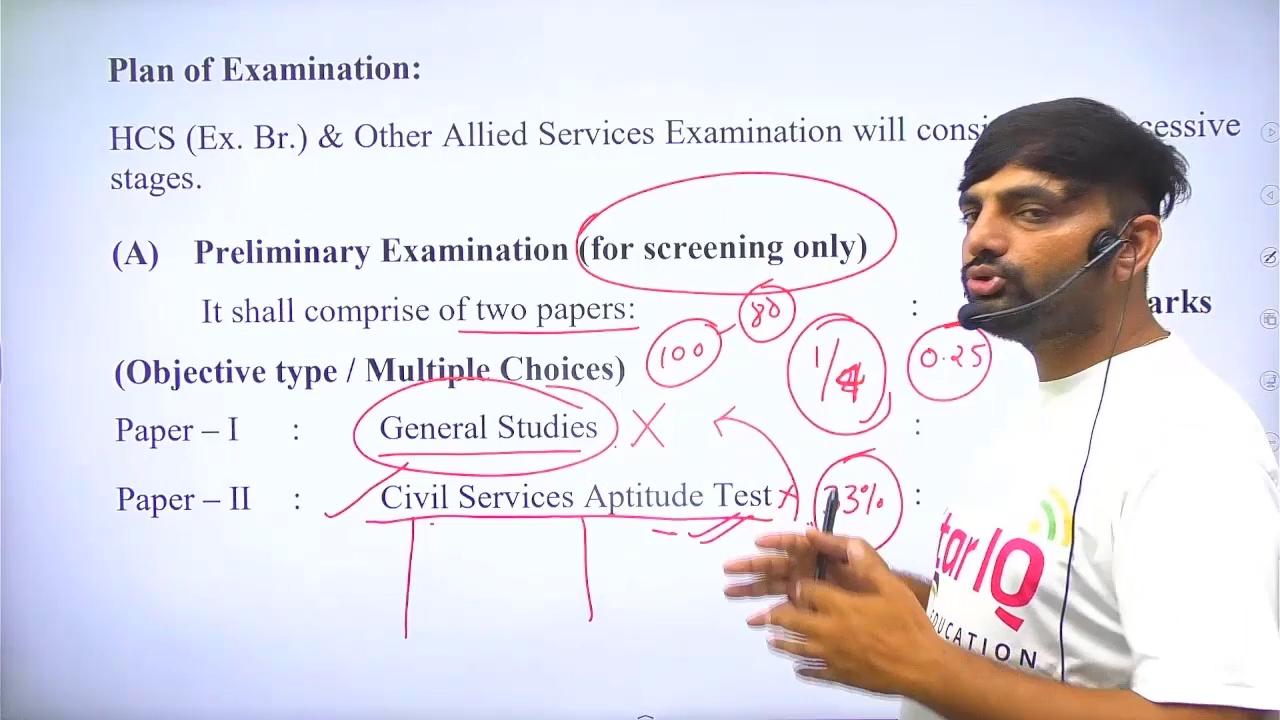 Plan of Examination:
HCS (Ex. Br.) & Other Allied Services Examination will
stages.
(A) Preliminary Examination (for screening only)
It shall comprise of two papers: :
80
100
1/4
0.25
(Objective type / Multiple Choices)
Paper – I : General Studies X :
Paper – II : Civil Services Aptitude Test 33% :
IQ
EDUCATION